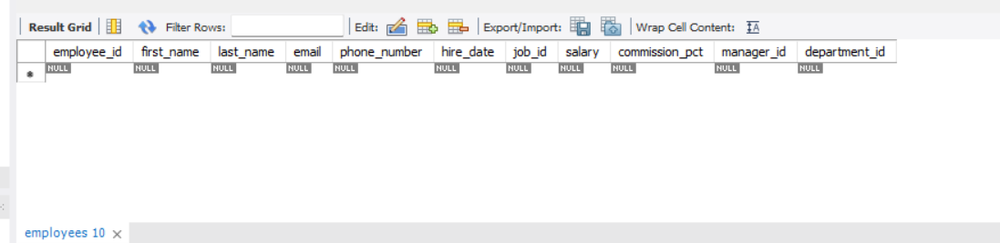 Result Grid Filter Rows: Edit: Export/Import: Wrap Cell Content: IA
employee_id first_name last_name email phone_number hire_date job_id salary commission_pct manager_id department_id
* NULL NULL NULL NULL NULL NULL NULL NULL NULL NULL NULL
employees 10 ×